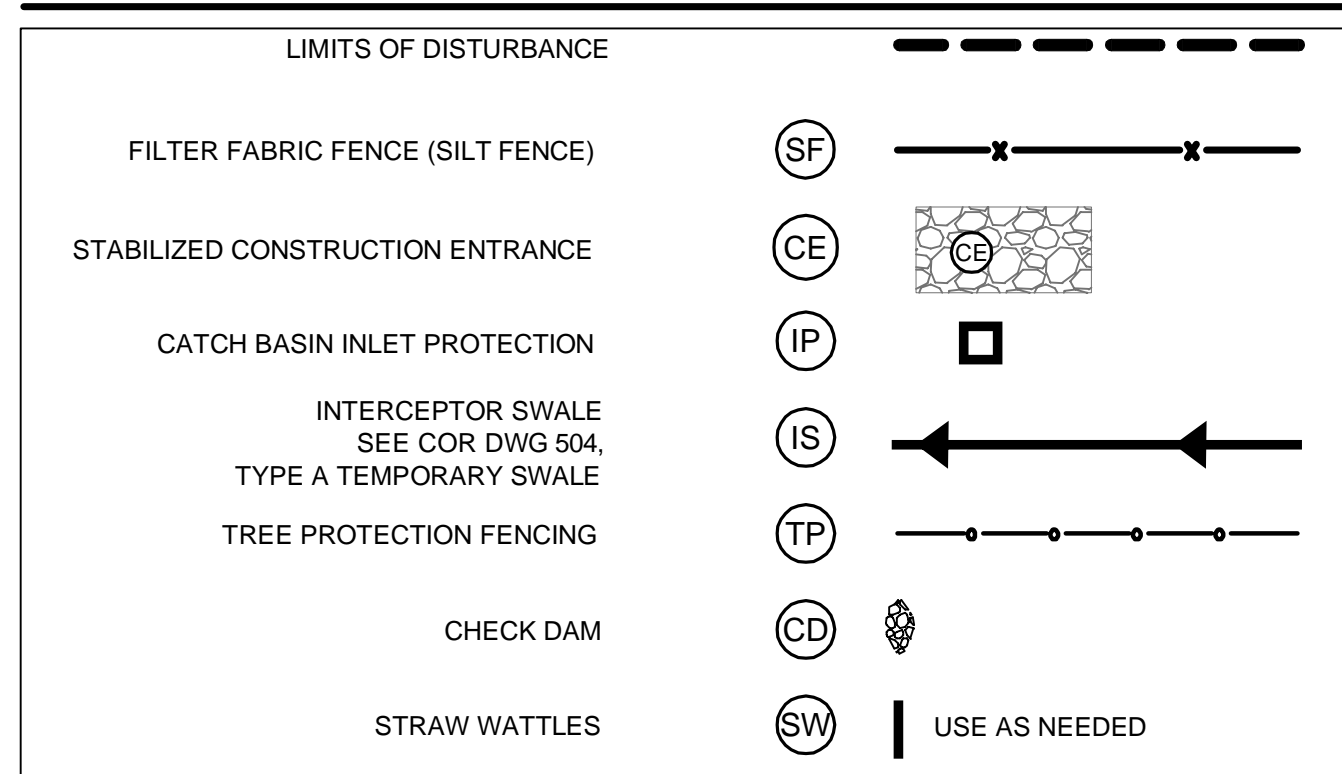 LIMITS OF DISTURBANCE
FILTER FABRIC FENCE (SILT FENCE) SF
STABILIZED CONSTRUCTION ENTRANCE CE CE
CATCH BASIN INLET PROTECTION IP
INTERCEPTOR SWALE
SEE COR DWG 504, IS
TYPE A TEMPORARY SWALE
TREE PROTECTION FENCING TP
CHECK DAM CD
STRAW WATTLES SW USE AS NEEDED